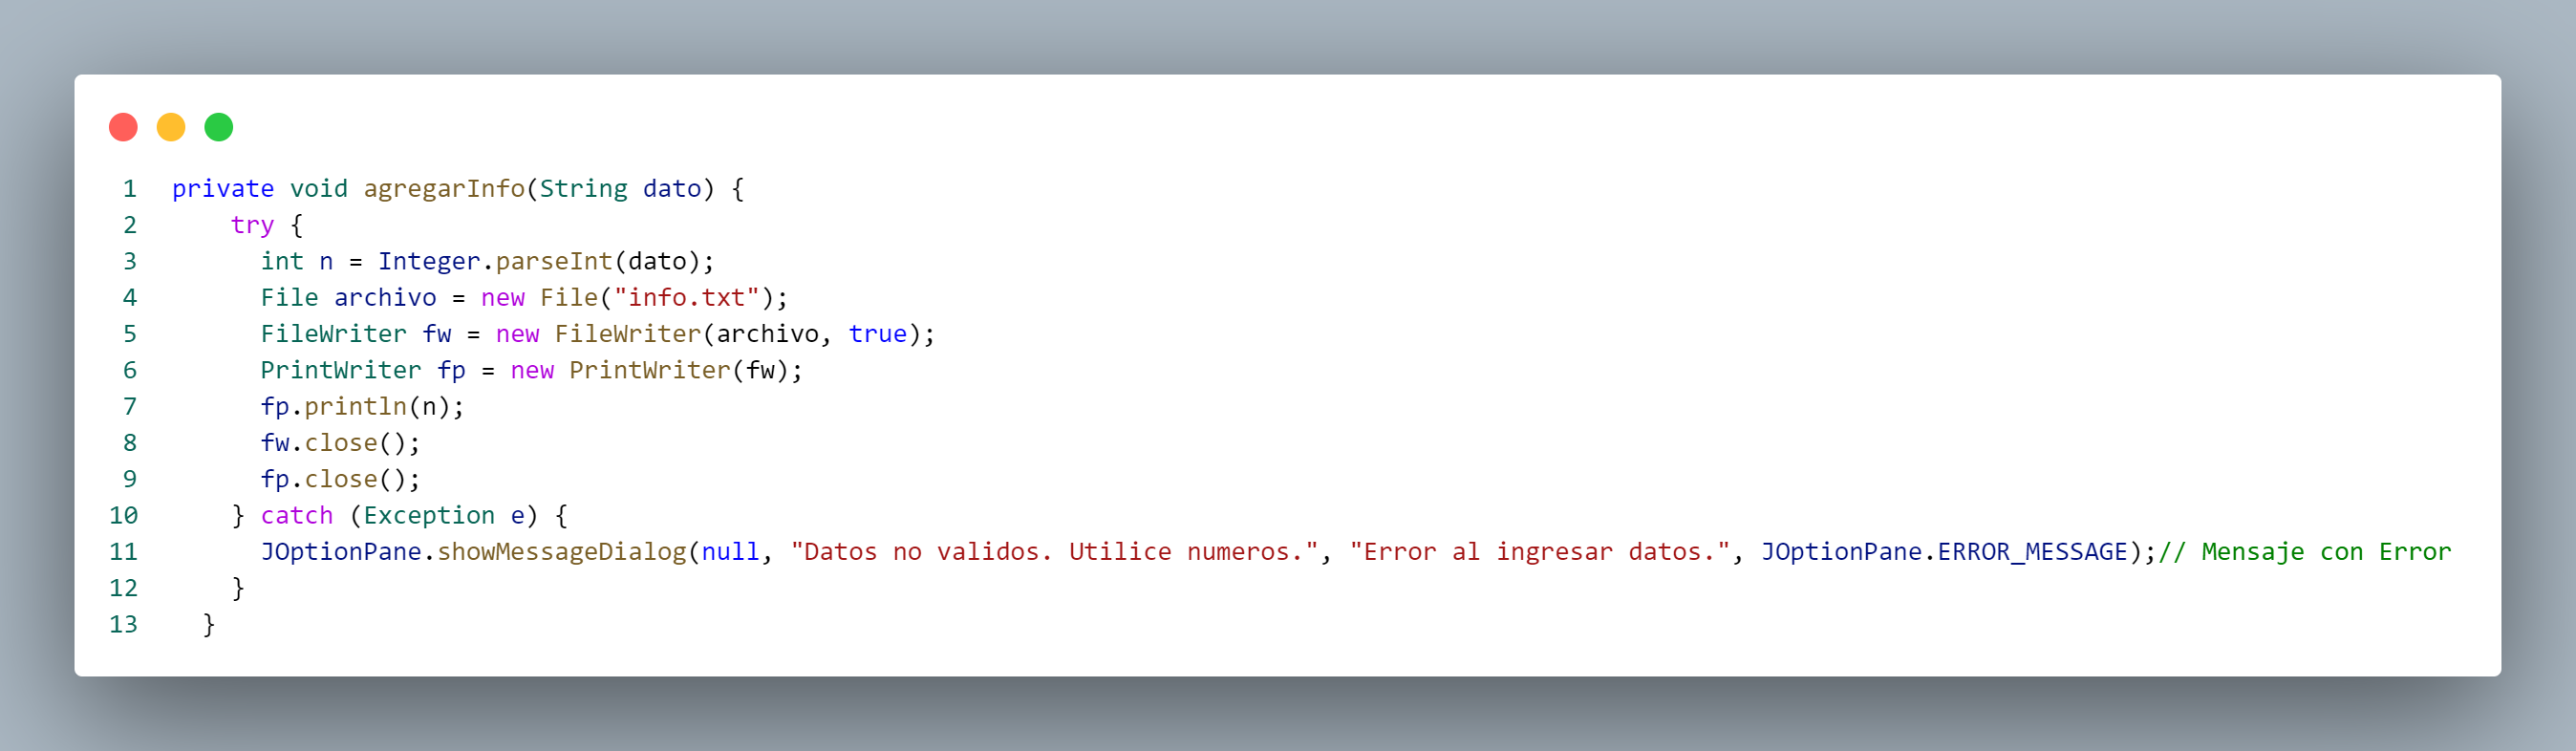 1 private void agregarInfo(String dato) {
2 try {
3 int n = Integer.parseInt(dato);
4 File archivo = new File("info.txt");
5 FileWriter fw = new FileWriter(archivo, true);
6 PrintWriter fp = new PrintWriter(fw);
7 fp.println(n);
8 fw.close();
9 fp.close();
10 } catch (Exception e) {
11 JOptionPane.showMessageDialog(null, "Datos no validos. Utilice numeros.", "Error al ingresar datos.", JOptionPane.ERROR_MESSAGE);// Mensaje con Error
12 }
13 }